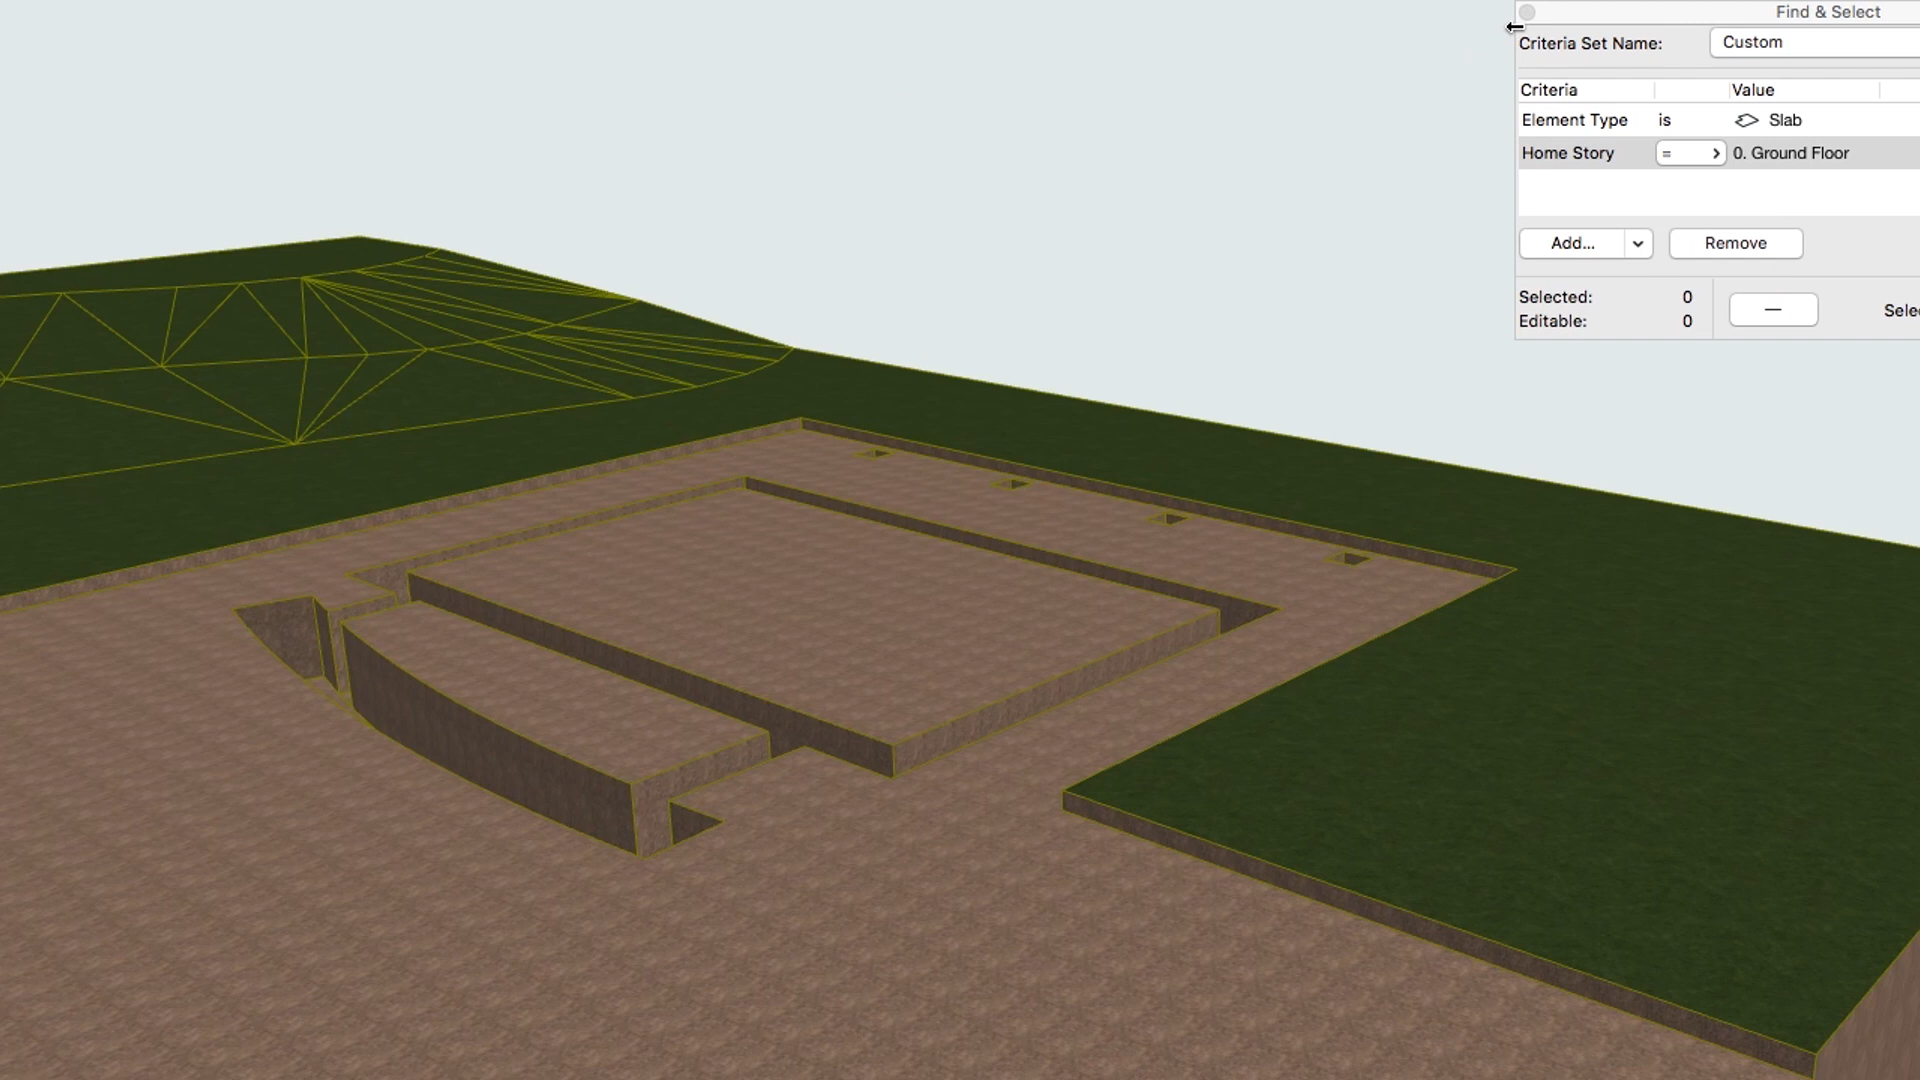 Find & Select
Criteria Set Name: Custom
Criteria Value
Element Type is Slab
Home Story = 0. Ground Floor
Add... Remove
Selected: 0
Editable: 0
— Selec